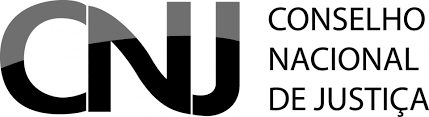 CNJ
CONSELHO
NACIONAL
DE JUSTIÇA